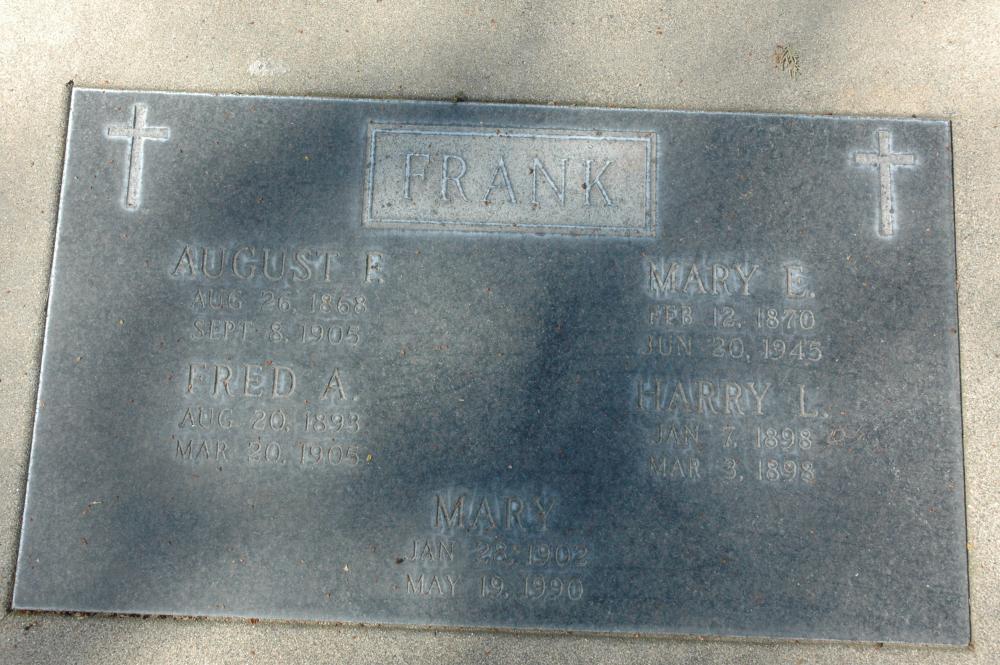 FRANK
AUGUST F.
AUG 26, 1868
SEPT 8, 1905
MARY E.
FEB 12, 1870
JUN 20, 1945
FRED A.
AUG 20, 1893
MAR 20, 1905
HARRY L.
JAN 7, 1898
MAR 3, 1898
MARY
JAN 28, 1902
MAY 19, 1990